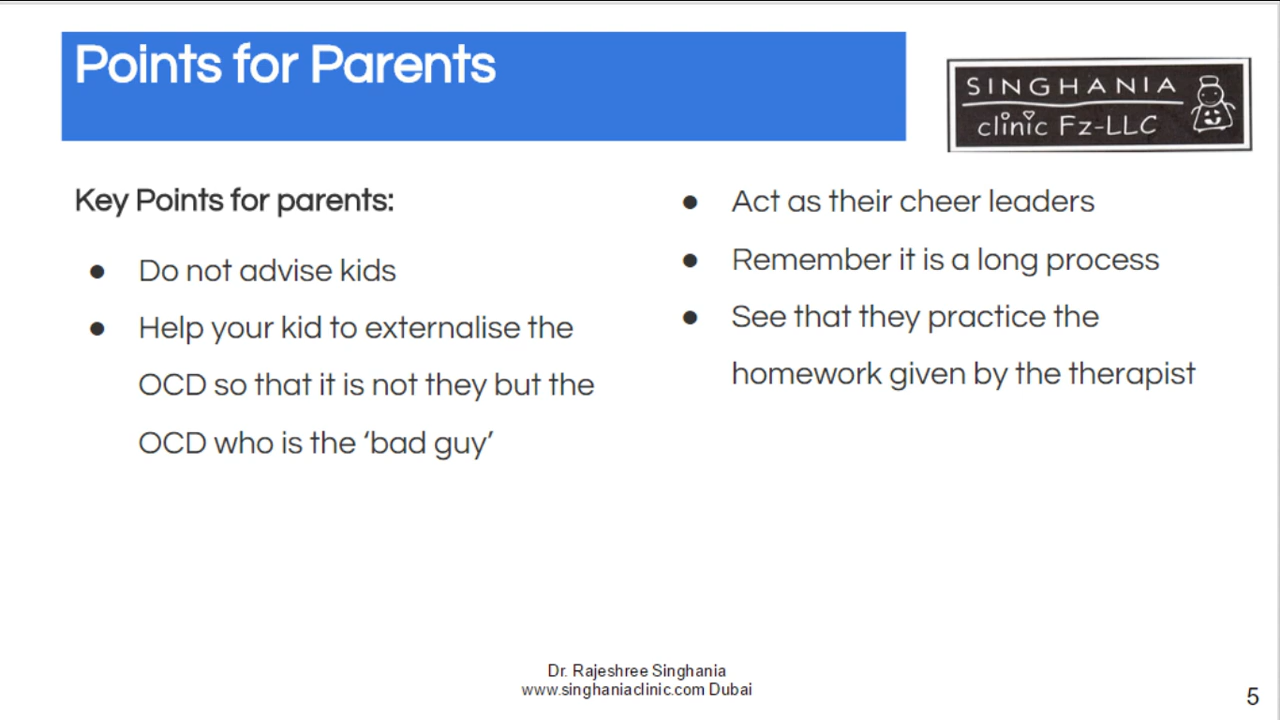 Points for Parents
SINGHANIA
clinic Fz-LLC
Key Points for parents:
● Do not advise kids
● Help your kid to externalise the
OCD so that it is not they but the
OCD who is the ‘bad guy’
● Act as their cheer leaders
● Remember it is a long process
● See that they practice the
homework given by the therapist
Dr. Rajeshree Singhania
www.singhaniaclinic.com Dubai
5